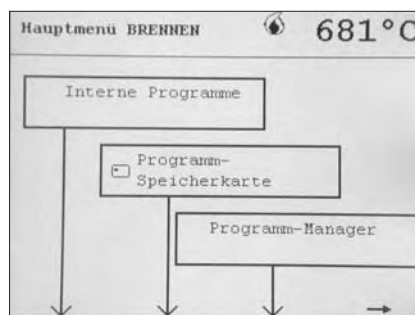 Hauptmenü BRENNEN 681°C
Interne Programme
Programm-
Speicherkarte
Programm-Manager